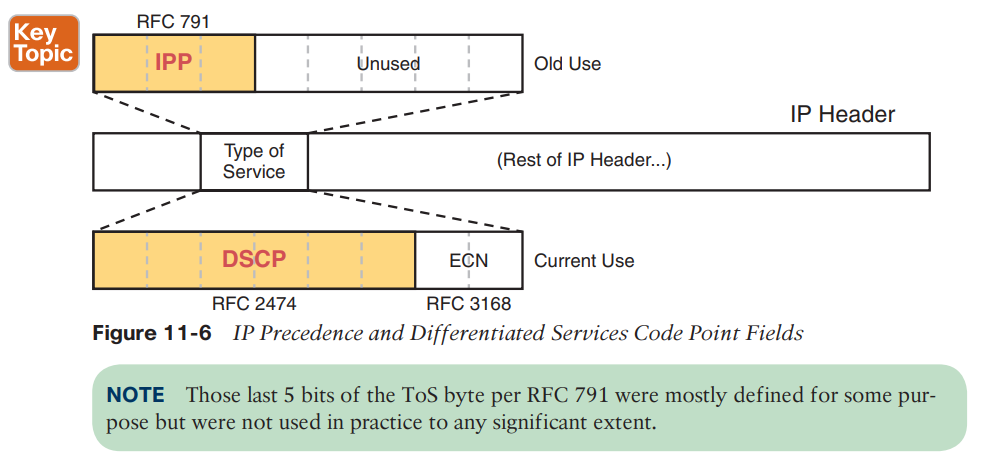 Key
Topic
RFC 791
IPP
Unused
Old Use
IP Header
Type of
Service
(Rest of IP Header...)
DSCP
ECN
Current Use
RFC 2474
RFC 3168
Figure 11-6 IP Precedence and Differentiated Services Code Point Fields
NOTE Those last 5 bits of the ToS byte per RFC 791 were mostly defined for some pur-
pose but were not used in practice to any significant extent.